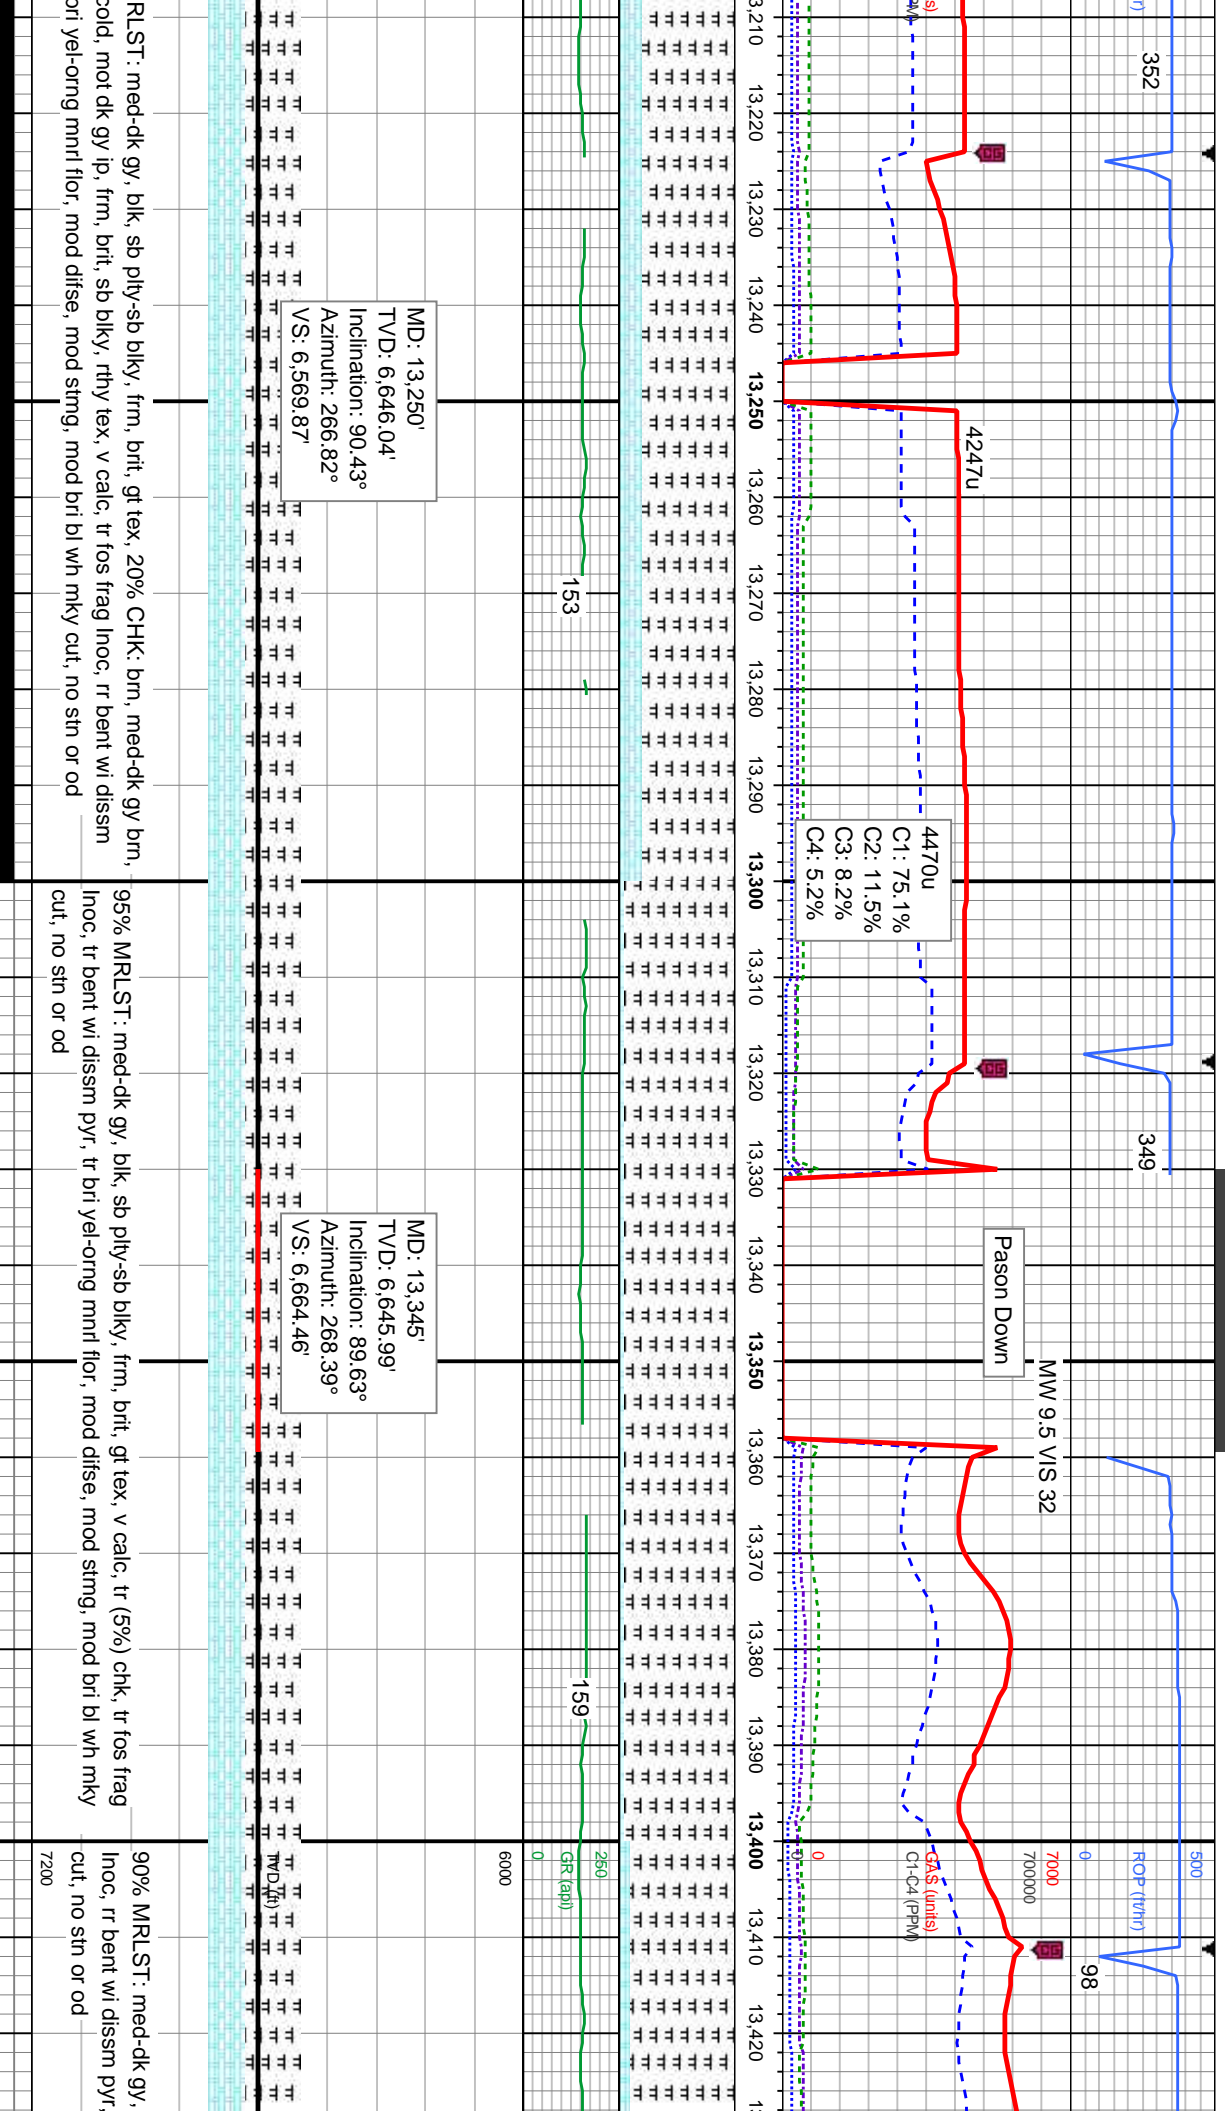 ROP (ft/hr)
0
500
352
349
98
GAS (units)
0
7000
C1-C4 (PPM)
0
700000
4247u
4470u
C1: 75.1%
C2: 11.5%
C3: 8.2%
C4: 5.2%
Pason Down
MW 9.5 VIS 32
13,220
13,230
13,240
13,250
13,260
13,270
13,280
13,290
13,300
13,310
13,320
13,330
13,340
13,350
13,360
13,370
13,380
13,390
13,400
13,410
13,420
153
159
0
GR (api)
250
6000
TVD (ft)
7200
MD: 13,250'
TVD: 6,646.04'
Inclination: 90.43°
Azimuth: 266.82°
VS: 6,569.87'
MD: 13,345'
TVD: 6,645.99'
Inclination: 89.63°
Azimuth: 268.39°
VS: 6,664.46'
RLST: med-dk gy, blk, sb plty-sb blky, frm, brit, gt tex, 20% CHK: brn, med-dk gy brn,
cold, mot dk gy ip, frm, brit, sb blky, rthy tex, v calc, tr fos frag Inoc, rr bent wi dissm
ori yel-orng mnrl flor, mod difse, mod stmg, mod bri bl wh mky cut, no stn or od
95% MRLST: med-dk gy, blk, sb plty-sb blky, frm, brit, gt tex, v calc, tr (5%) chk, tr fos frag
Inoc, tr bent wi dissm pyr, tr bri yel-orng mnrl flor, mod difse, mod stmg, mod bri bl wh mky
cut, no stn or od
90% MRLST: med-dk gy,
Inoc, rr bent wi dissm pyr,
cut, no stn or od